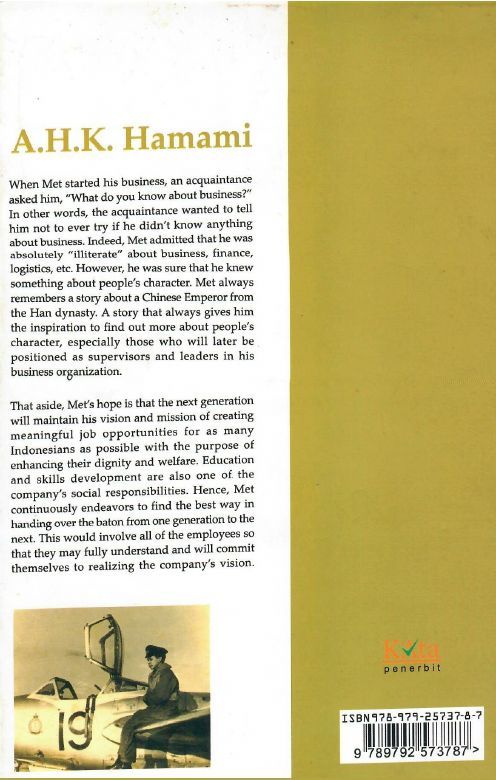 A.H.K. Hamami
When Met started his business, an acquaintance
asked him, "What do you know about business?"
In other words, the acquaintance wanted to tell
him not to ever try if he didn't know anything
about business. Indeed, Met admitted that he was
absolutely "illiterate" about business, finance,
logistics, etc. However, he was sure that he knew
something about people's character. Met always
remembers a story about a Chinese Emperor from
the Han dynasty. A story that always gives him
the inspiration to find out more about people's
character, especially those who will later be
positioned as supervisors and leaders in his
business organization.
That aside, Met's hope is that the next generation
will maintain his vision and mission of creating
meaningful job opportunities for as many
Indonesians as possible with the purpose of
enhancing their dignity and welfare. Education
and skills development are also one of the
company's social responsibilities. Hence, Met
continuously endeavors to find the best way in
handing over the baton from one generation to the
next. This would involve all of the employees so
that they may fully understand and will commit
themselves to realizing the company's vision.
19
Kata
penerbit
ISBN 978-979-25737-8-7
9 789792 573787 >